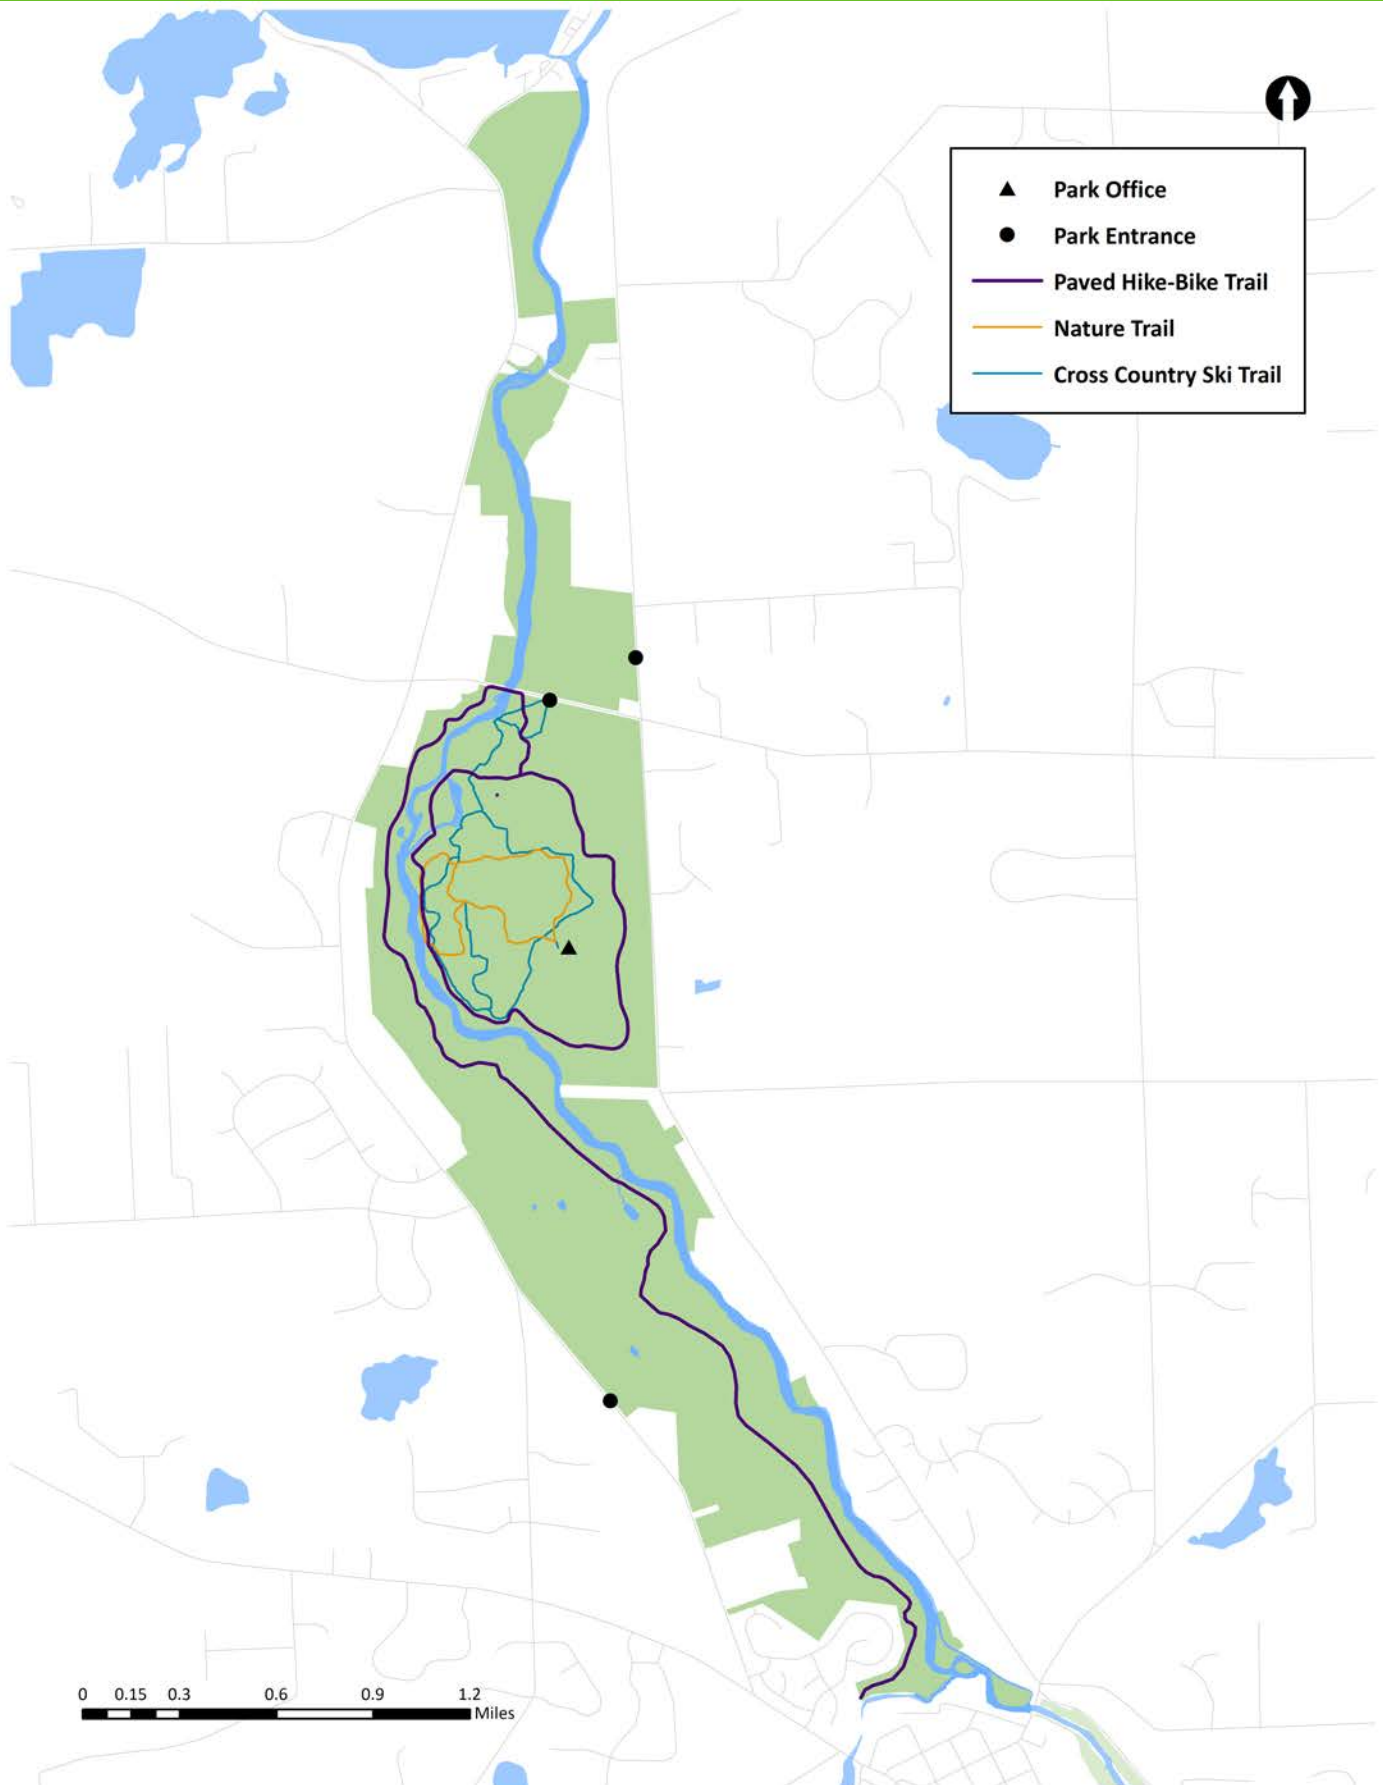 Park Office
Park Entrance
Paved Hike-Bike Trail
Nature Trail
Cross Country Ski Trail
0 0.15 0.3 0.6 0.9 1.2
Miles